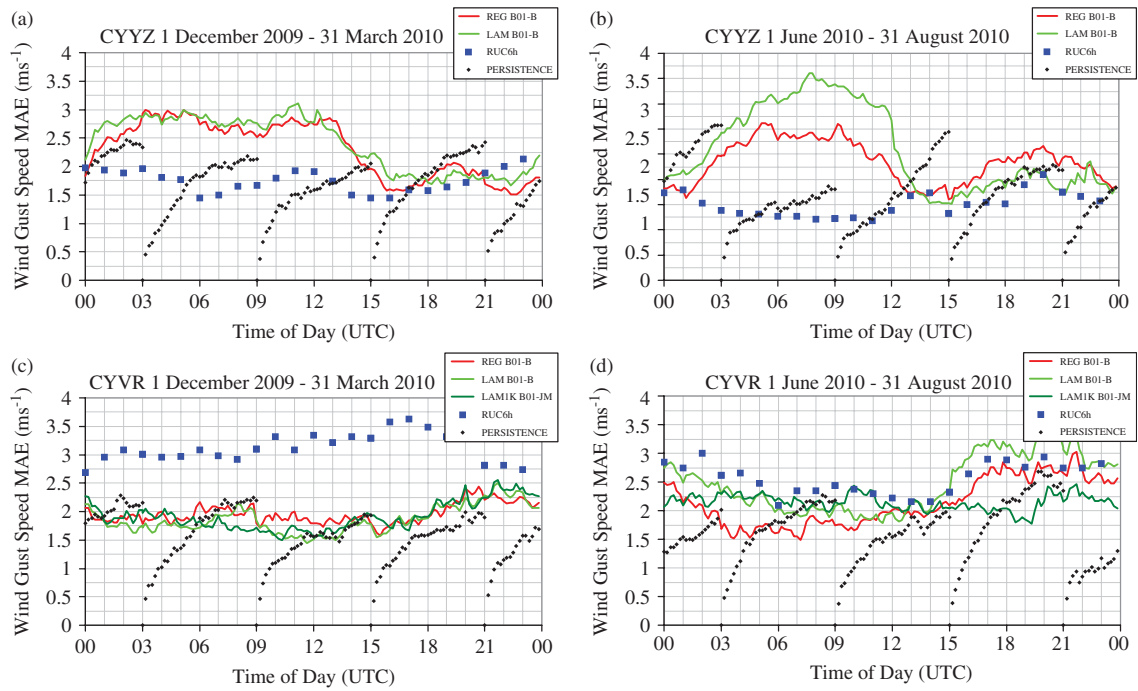 (a)
CYYZ 1 December 2009 - 31 March 2010
REG B01-B
LAM B01-B
RUC6h
PERSISTENCE
Wind Gust Speed MAE (ms-1)
4
3.5
3
2.5
2
1.5
1
0.5
0
00 03 06 09 12 15 18 21 00
Time of Day (UTC)
(b)
CYYZ 1 June 2010 - 31 August 2010
REG B01-B
LAM B01-B
RUC6h
PERSISTENCE
Wind Gust Speed MAE (ms-1)
4
3.5
3
2.5
2
1.5
1
0.5
0
00 03 06 09 12 15 18 21 00
Time of Day (UTC)
(c)
CYVR 1 December 2009 - 31 March 2010
REG B01-B
LAM B01-B
LAM1K B01-JM
RUC6h
PERSISTENCE
Wind Gust Speed MAE (ms-1)
4
3.5
3
2.5
2
1.5
1
0.5
0
00 03 06 09 12 15 18 21 00
Time of Day (UTC)
(d)
CYVR 1 June 2010 - 31 August 2010
REG B01-B
LAM B01-B
LAM1K B01-JM
RUC6h
PERSISTENCE
Wind Gust Speed MAE (ms-1)
4
3.5
3
2.5
2
1.5
1
0.5
0
00 03 06 09 12 15 18 21 00
Time of Day (UTC)